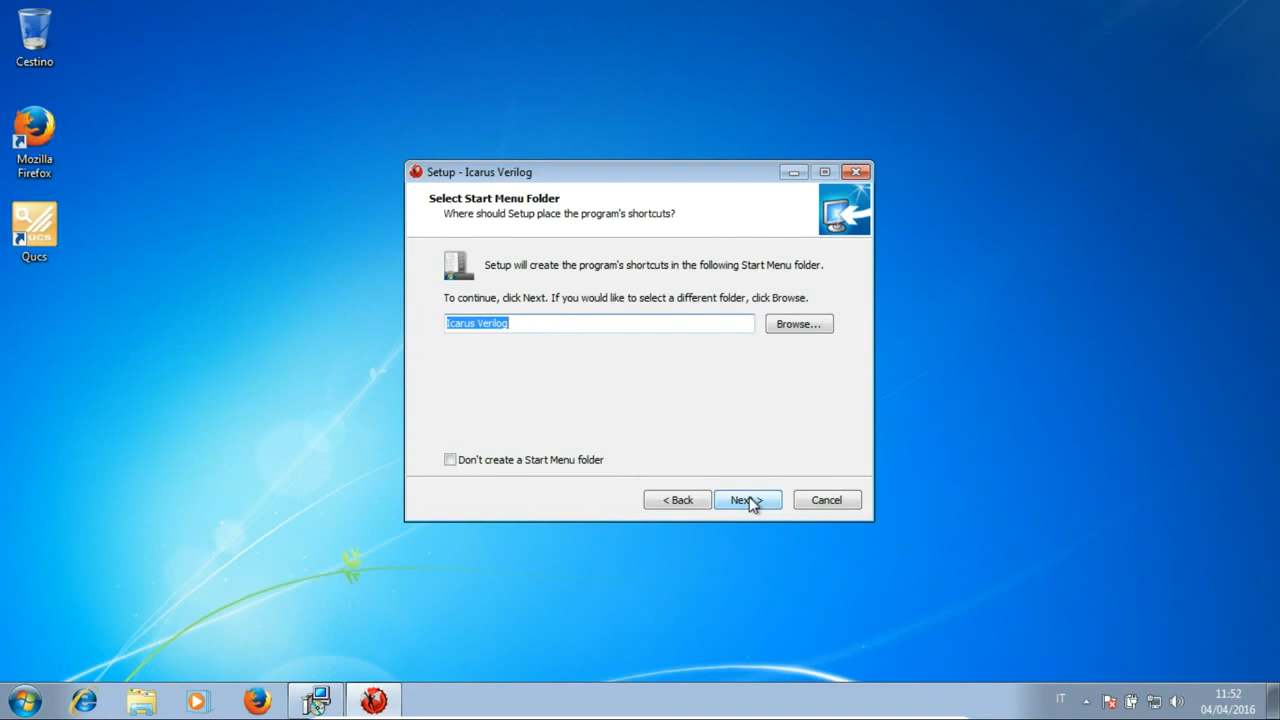 Cestino
Mozilla
Firefox
UCS
Qucs
Setup - Icarus Verilog
Select Start Menu Folder
Where should Setup place the program's shortcuts?
Setup will create the program's shortcuts in the following Start Menu folder.
To continue, click Next. If you would like to select a different folder, click Browse.
Icarus Verilog
Browse...
Don't create a Start Menu folder
< Back
Next >
Cancel
IT
11:52
04/04/2016